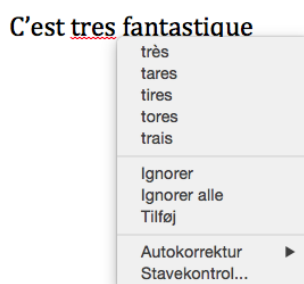 C'est tres fantastique
très
tares
tires
tores
trais
Ignorer
Ignorer alle
Tilføj
Autokorrektur
Stavekontrol...